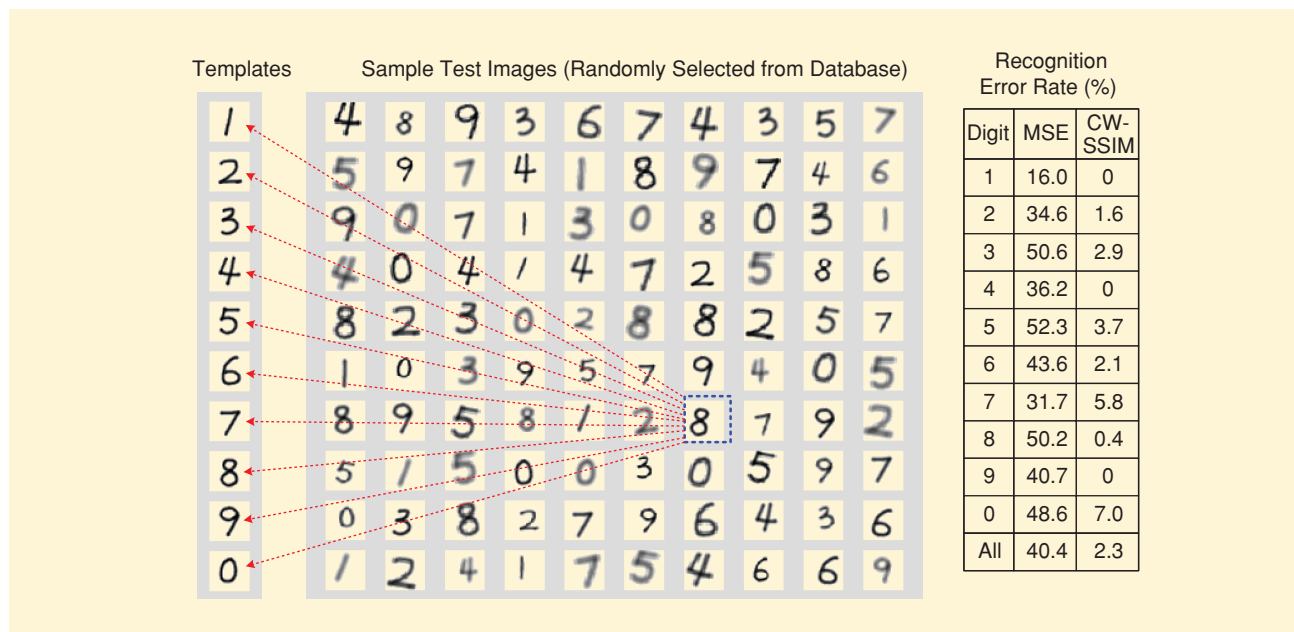 Templates
Sample Test Images (Randomly Selected from Database)
1 4 8 9 3 6 7 4 3 5 7
2 5 9 7 4 1 8 9 7 4 6
3 9 0 7 1 3 0 8 0 3 1
4 4 0 4 1 4 7 2 5 8 6
5 8 2 3 0 2 8 8 2 5 7
6 1 0 3 9 5 7 9 4 0 5
7 8 9 5 8 1 2 8 7 9 2
8 5 1 5 0 0 3 0 5 9 7
9 0 3 8 2 7 9 6 4 3 6
0 1 2 4 1 7 5 4 6 6 9
Recognition
Error Rate (%)
Digit MSE CW-
SSIM
1 16.0 0
2 34.6 1.6
3 50.6 2.9
4 36.2 0
5 52.3 3.7
6 43.6 2.1
7 31.7 5.8
8 50.2 0.4
9 40.7 0
0 48.6 7.0
All 40.4 2.3